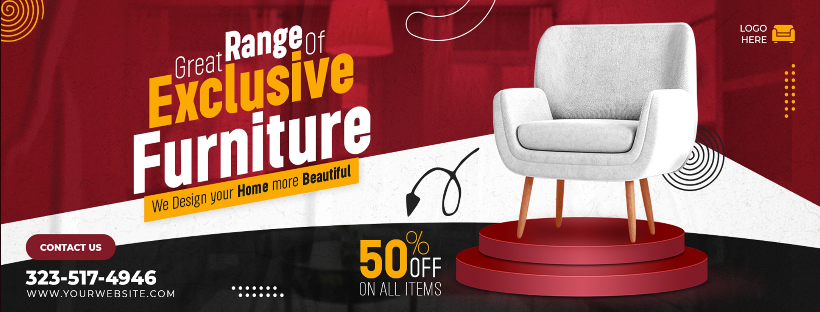 Great Range Of
Exclusive
Furniture
We Design your Home more Beautiful
LOGO
HERE
CONTACT US
323-517-4946
WWW.YOURWEBSITE.COM
50% OFF
ON ALL ITEMS